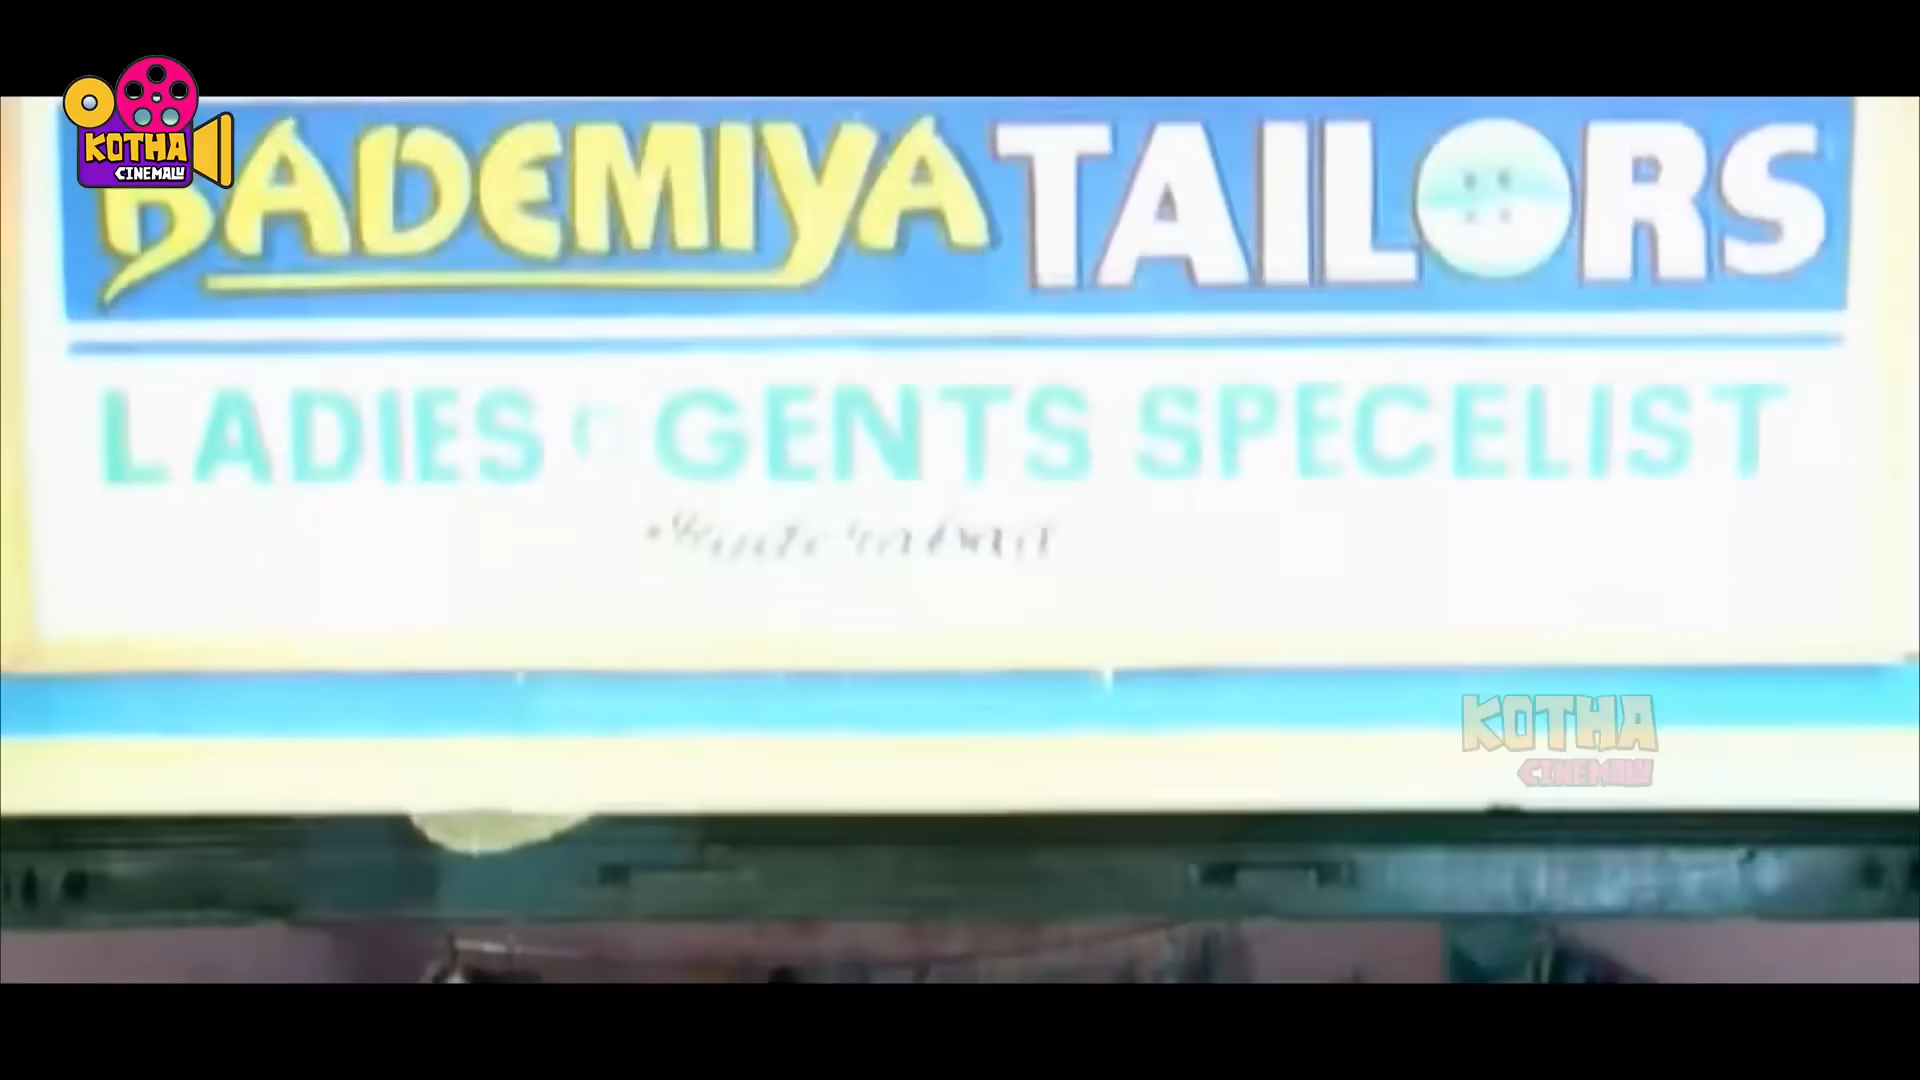 KOTHA
CINEMALU
BADEMIYA TAILORS
LADIES & GENTS SPECELIST
KOTHA
CINEMALU